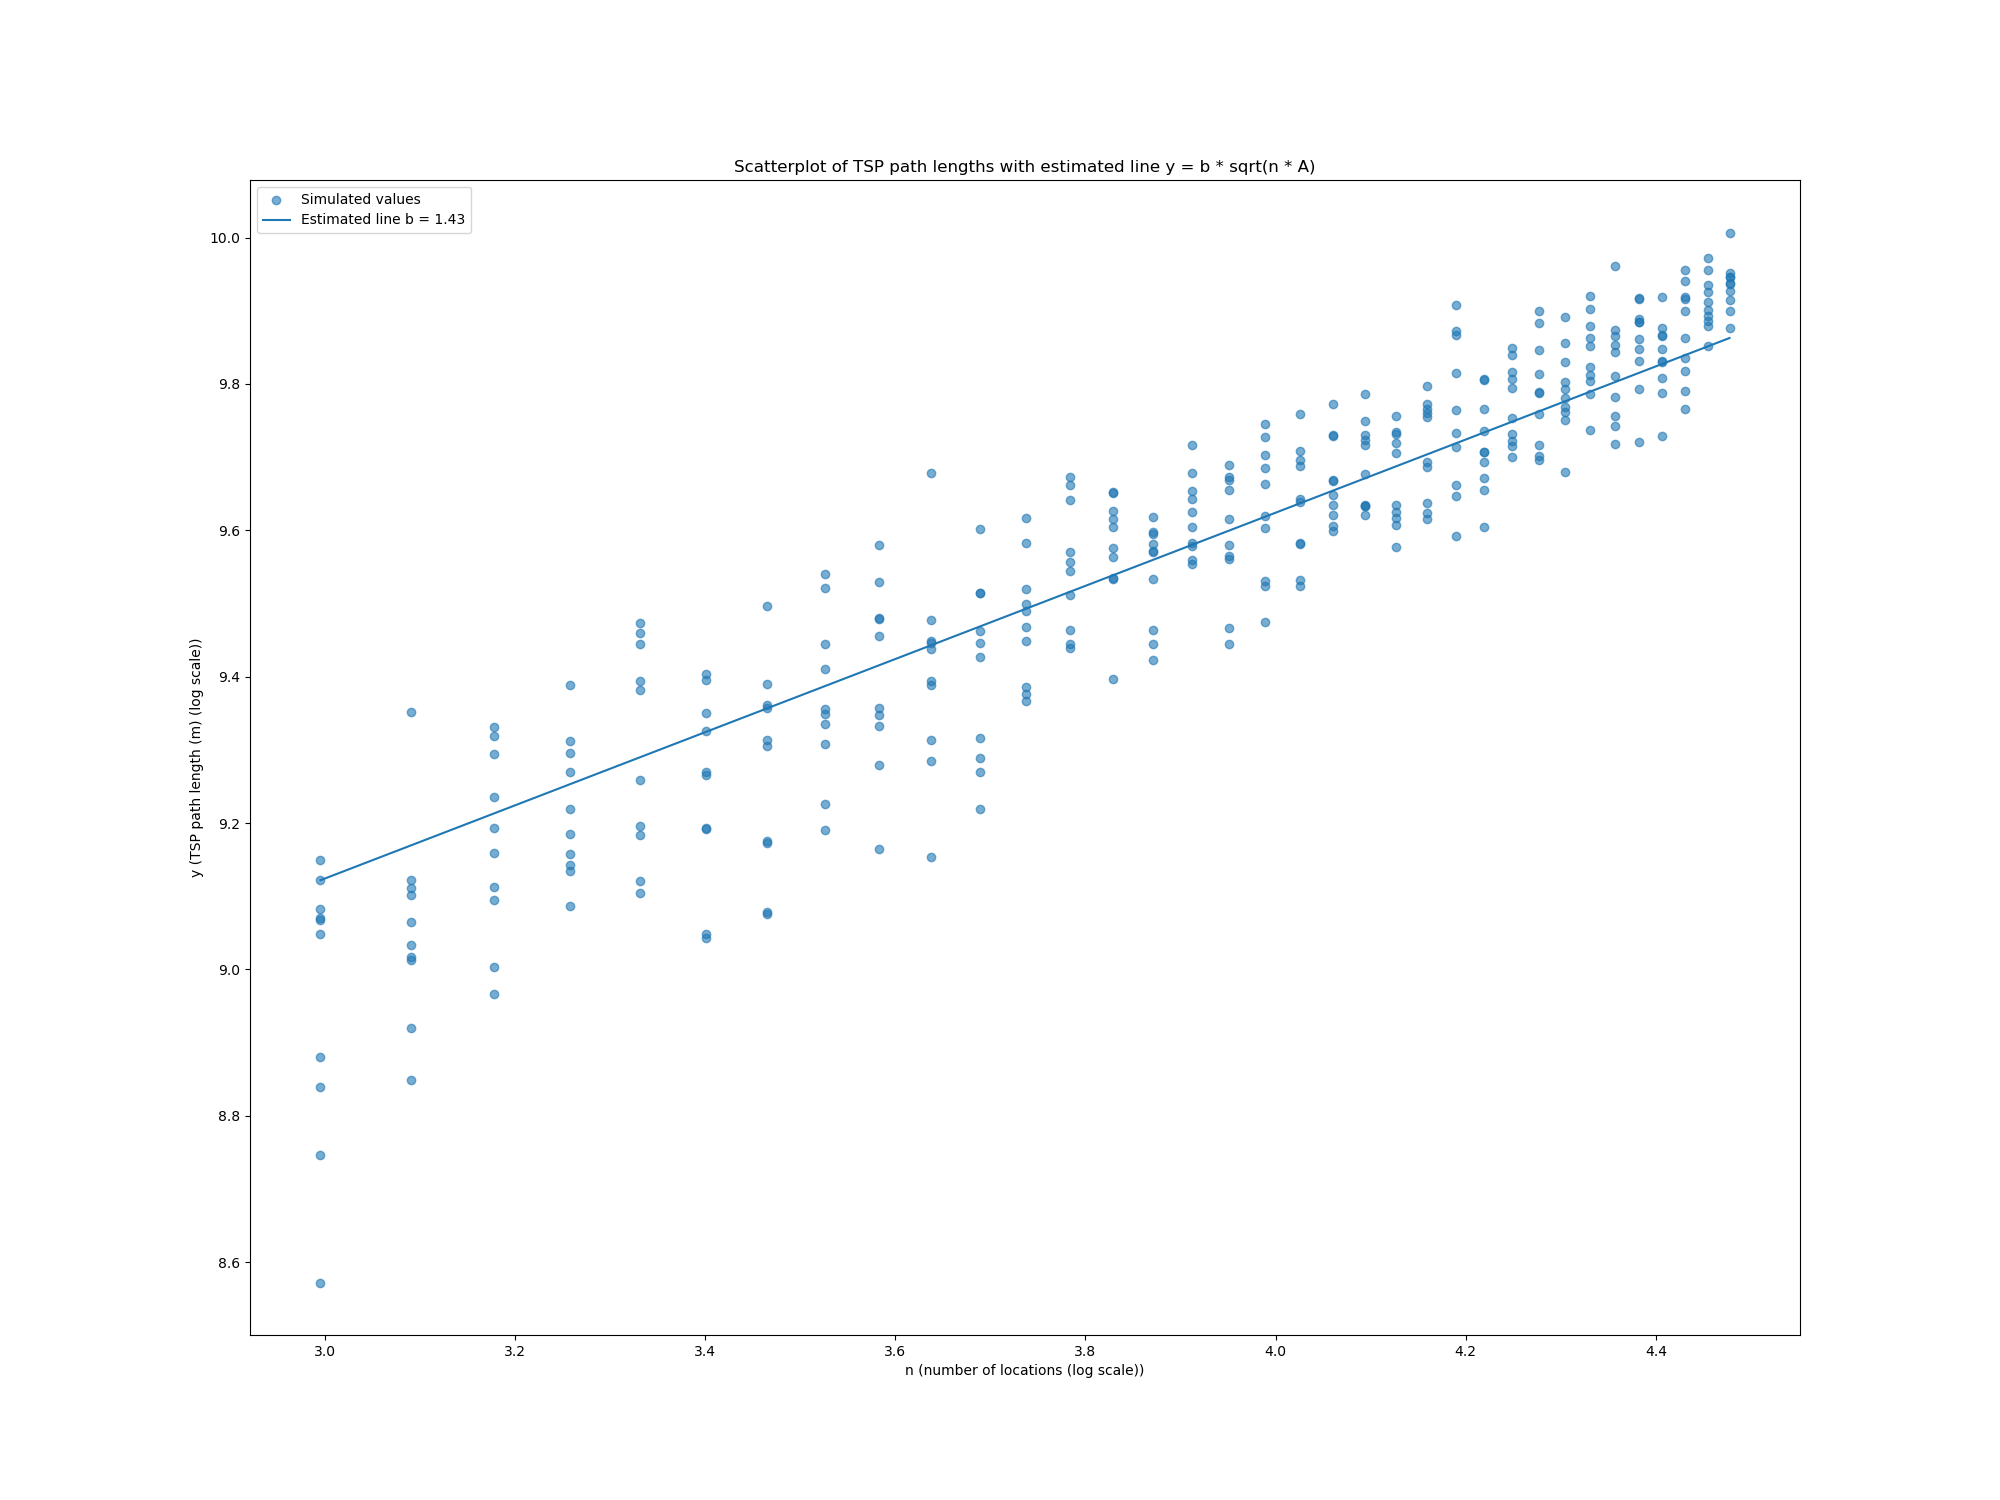 Scatterplot of TSP path lengths with estimated line y = b * sqrt(n * A)
Simulated values
Estimated line b = 1.43
10.0
9.8
9.6
9.4
9.2
9.0
8.8
8.6
y (TSP path length (m) (log scale))
3.0 3.2 3.4 3.6 3.8 4.0 4.2 4.4
n (number of locations (log scale))